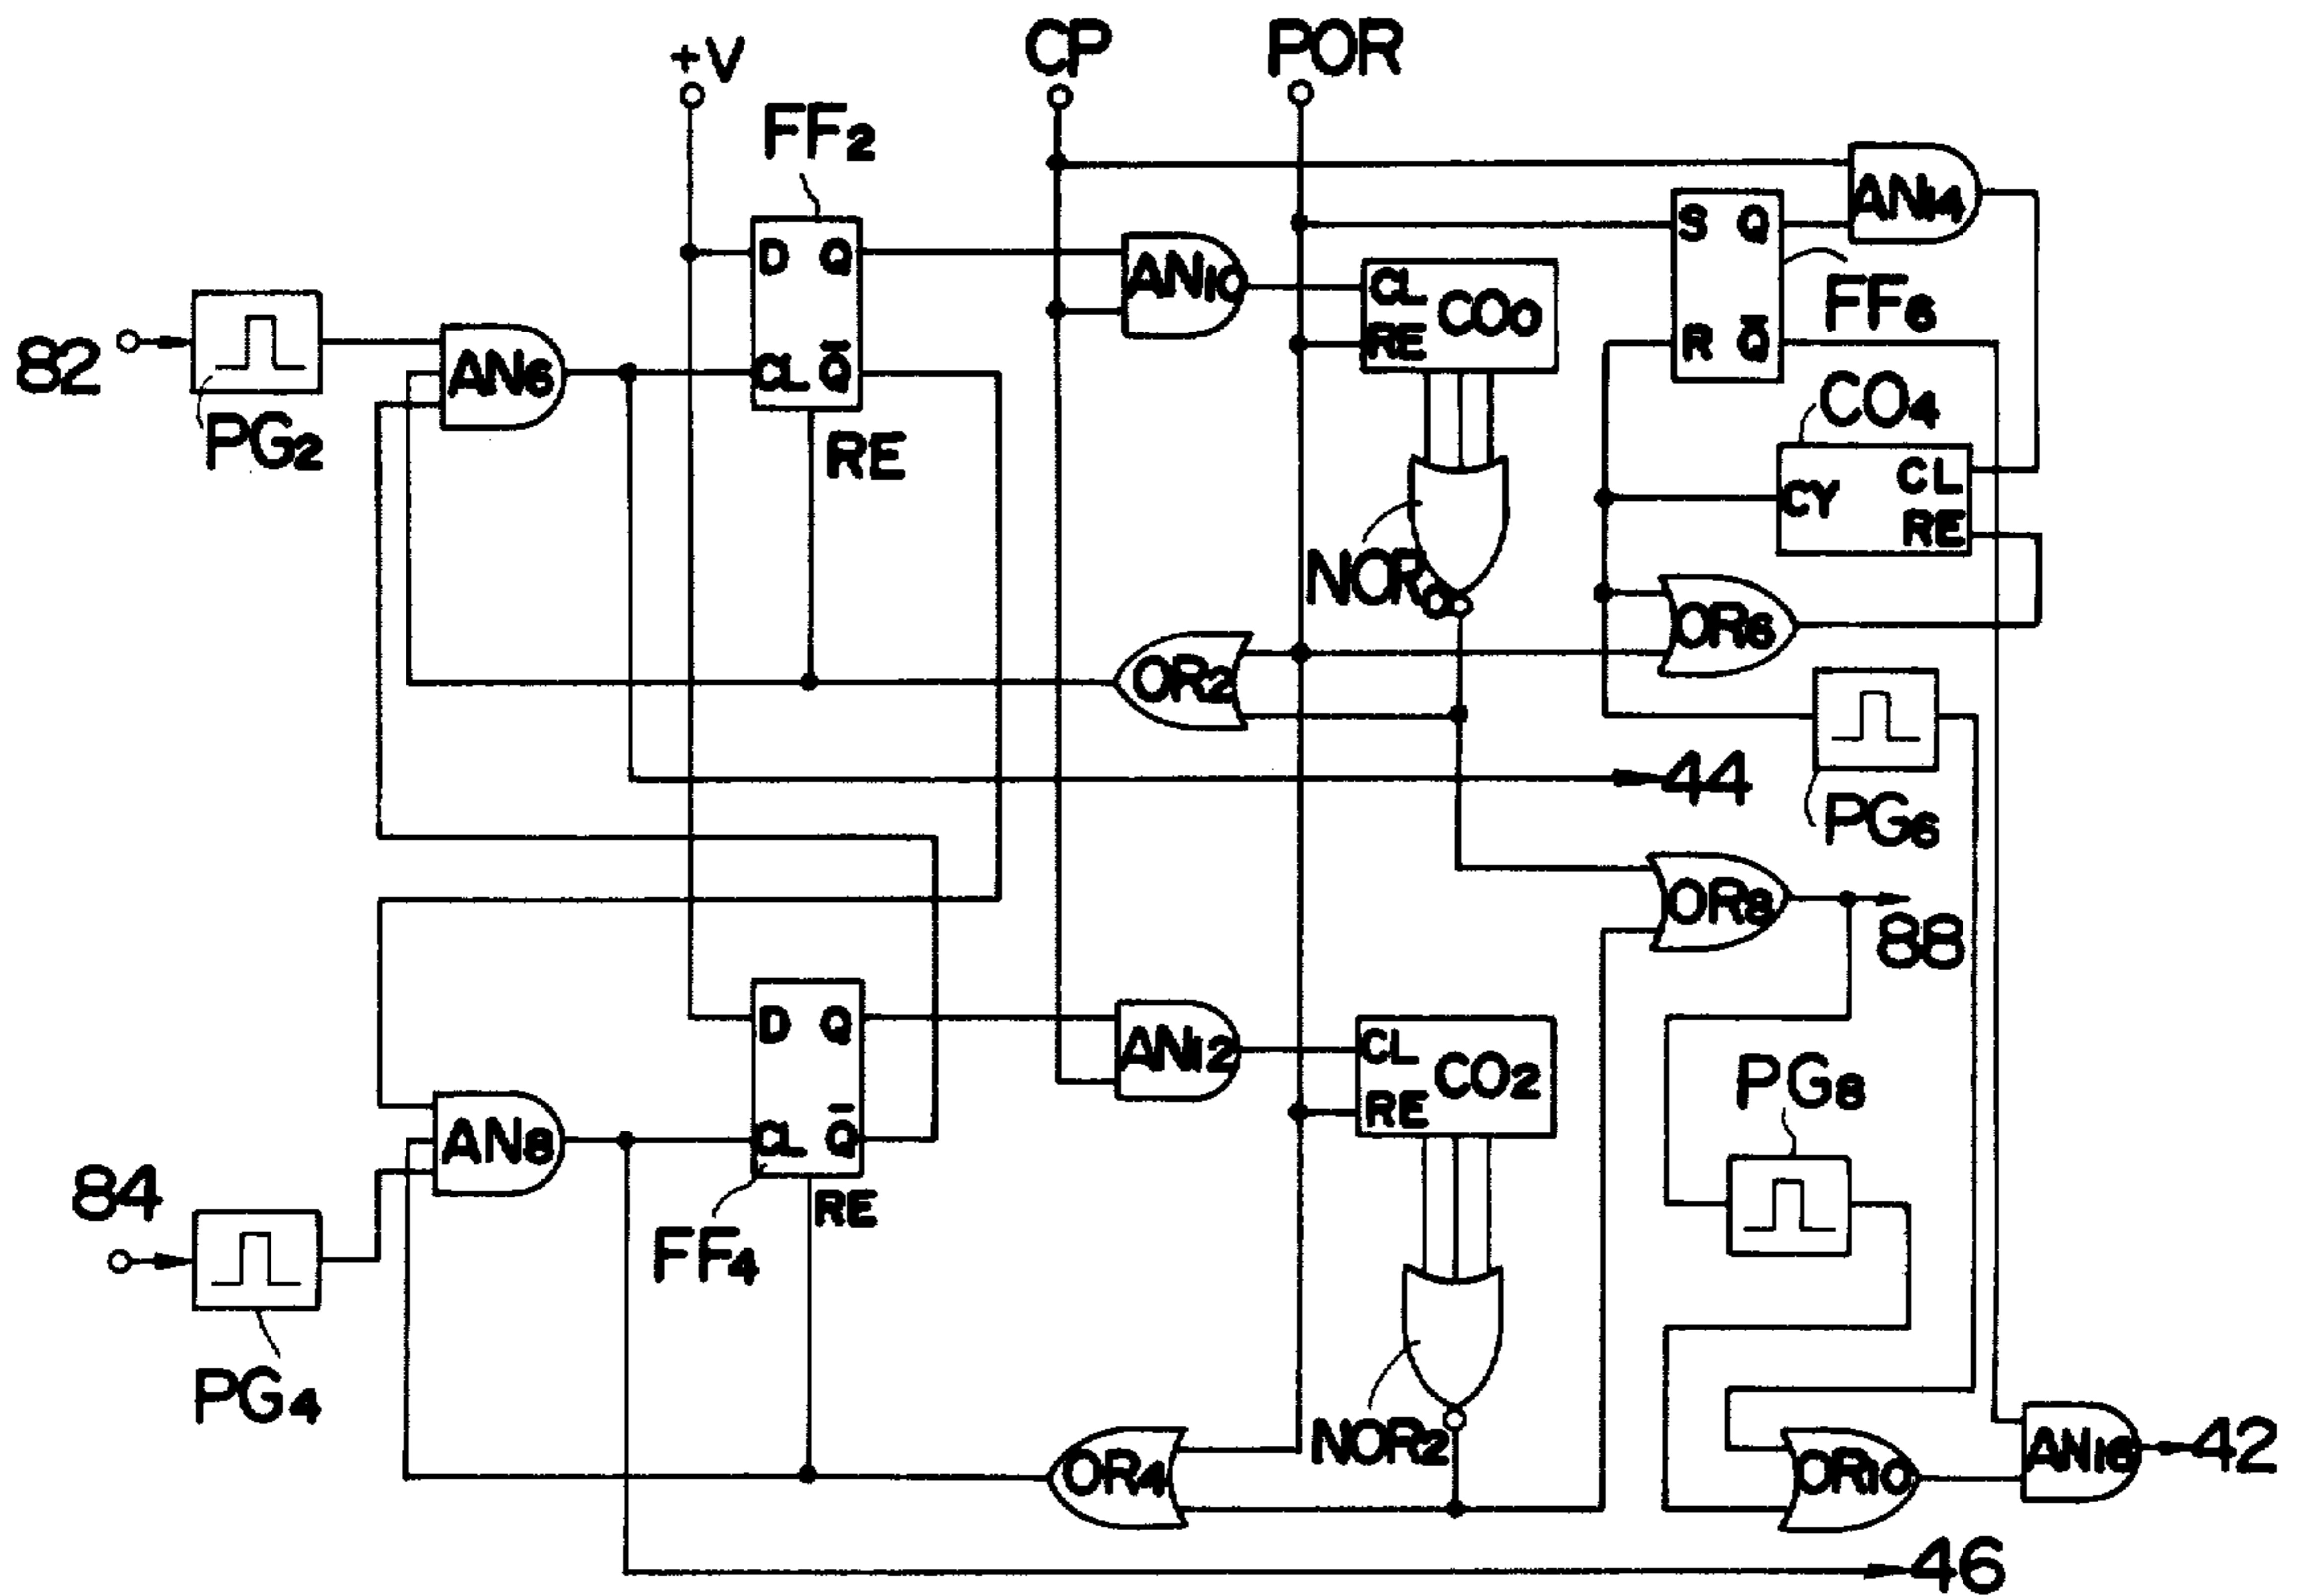 +V
CP
POR
FF2
AN14
S Q
D Q
AN10
CL
RE
CO0
FF6
R Q̅
82
PG2
AN6
CL Q̅
RE
CO4
CL
CY
RE
NOR0
OR6
OR2
44
PG6
OR8
88
D Q
AN12
CL
RE
CO2
PG8
AN8
CL Q̅
84
RE
FF4
PG4
NOR2
OR4
OR10
AN16
42
46